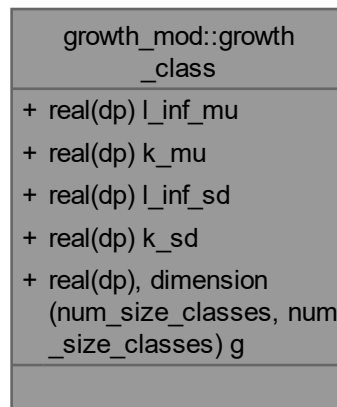 growth_mod::growth
_class
+ real(dp) l_inf_mu
+ real(dp) k_mu
+ real(dp) l_inf_sd
+ real(dp) k_sd
+ real(dp), dimension
(num_size_classes, num
_size_classes) g